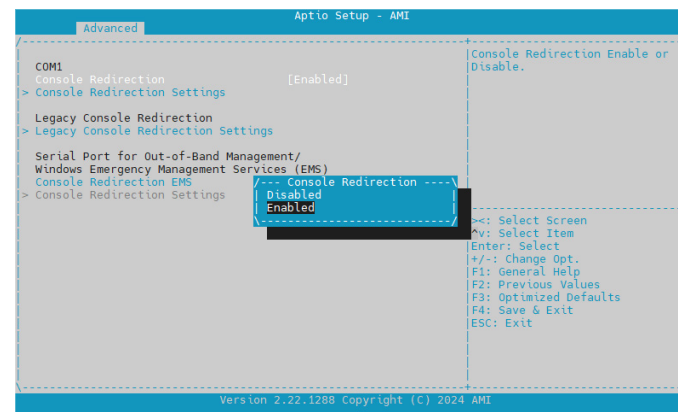 Aptio Setup - AMI
Advanced
COM1
Console Redirection [Enabled]
> Console Redirection Settings
Legacy Console Redirection
> Legacy Console Redirection Settings
Serial Port for Out-of-Band Management/
Windows Emergency Management Services (EMS)
Console Redirection EMS
> Console Redirection Settings
Console Redirection Enable or
Disable.
/--- Console Redirection ----\
Disabled
Enabled
><: Select Screen
^v: Select Item
Enter: Select
+/-: Change Opt.
F1: General Help
F2: Previous Values
F3: Optimized Defaults
F4: Save & Exit
ESC: Exit
Version 2.22.1288 Copyright (C) 2024 AMI